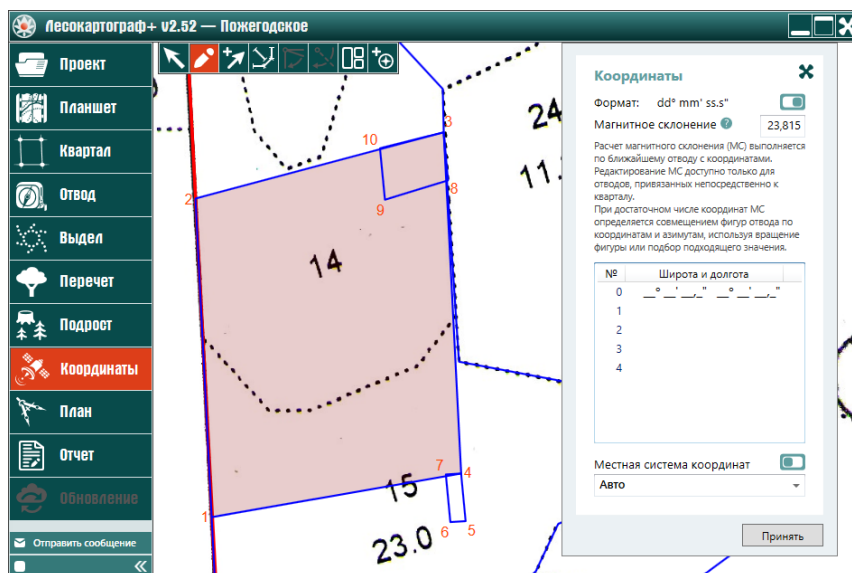 Лесокартограф+ v2.52 — Пожегодское
Проект
Планшет
Квартал
Отвод
Выдел
Перечет
Подрост
Координаты
План
Отчет
Обновление
Отправить сообщение
24
11.
3
10
8
2
9
14
7
4
15
1
6
5
23.0
Координаты
Формат: dd° mm' ss.s"
Магнитное склонение ? 23,815
Расчет магнитного склонения (МС) выполняется
по ближайшему отводу с координатами.
Редактирование МС доступно только для
отводов, привязанных непосредственно к
кварталу.
При достаточном числе координат МС
определяется совмещением фигур отвода по
координатам и азимутам, используя вращение
фигуры или подбор подходящего значения.
№ Широта и долгота
0 __° __' __,_" __° __' __,_"
1
2
3
4
Местная система координат
Авто
Принять